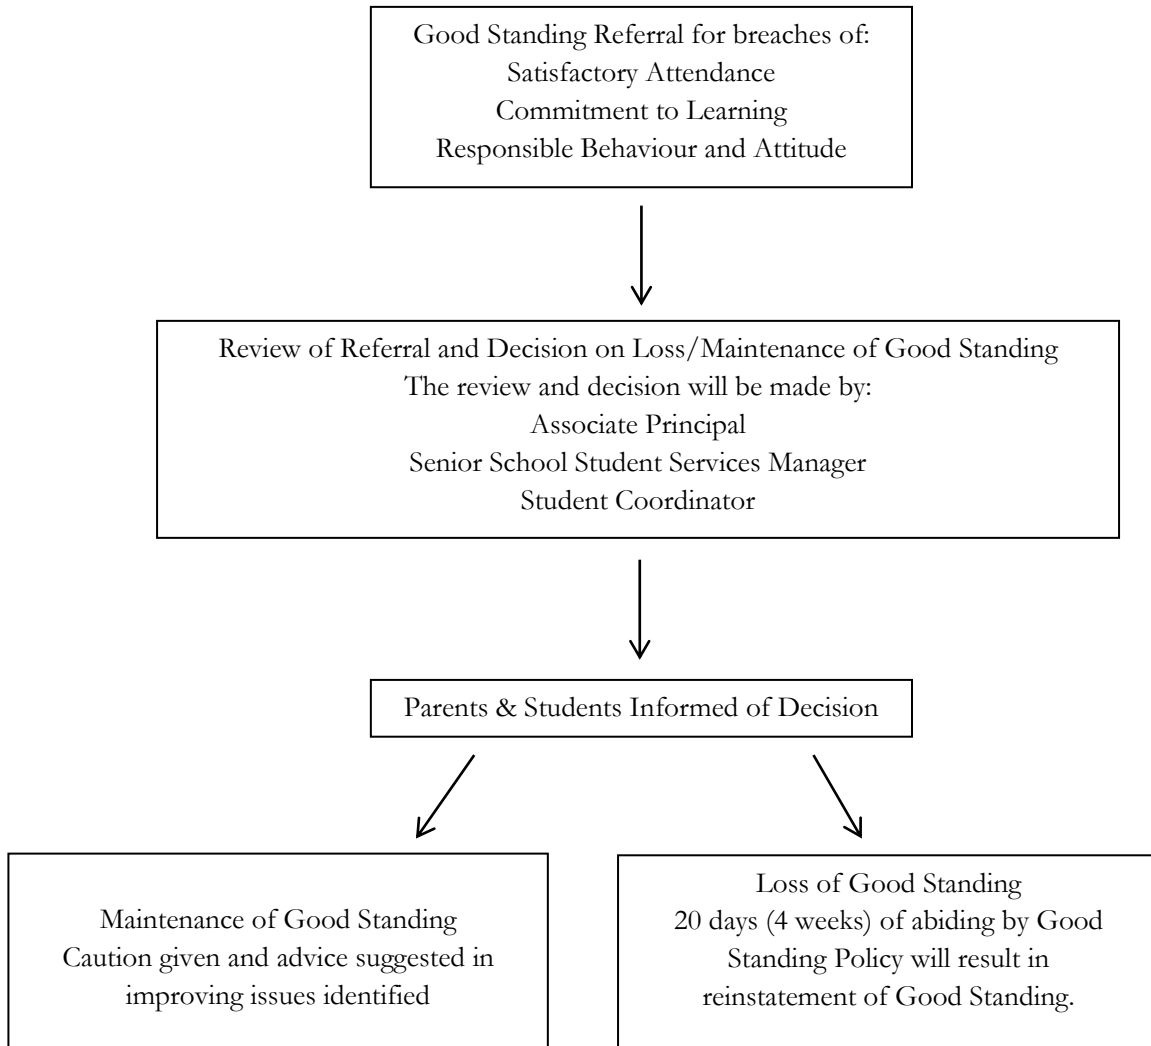 Good Standing Referral for breaches of:
Satisfactory Attendance
Commitment to Learning
Responsible Behaviour and Attitude
Review of Referral and Decision on Loss/Maintenance of Good Standing
The review and decision will be made by:
Associate Principal
Senior School Student Services Manager
Student Coordinator
Parents & Students Informed of Decision
Maintenance of Good Standing
Caution given and advice suggested in
improving issues identified
Loss of Good Standing
20 days (4 weeks) of abiding by Good
Standing Policy will result in
reinstatement of Good Standing.